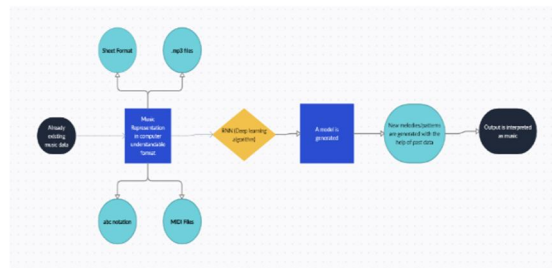 Sheet Format
.mp3 files
Already
existing
music data
Music
Representation
in computer
understandable
format
RNN (Deep learning
algorithm)
A model is
generated
New melodies/patterns
are generated with the
help of past data
Output is interpreted
as music
abc notation
MIDI Files